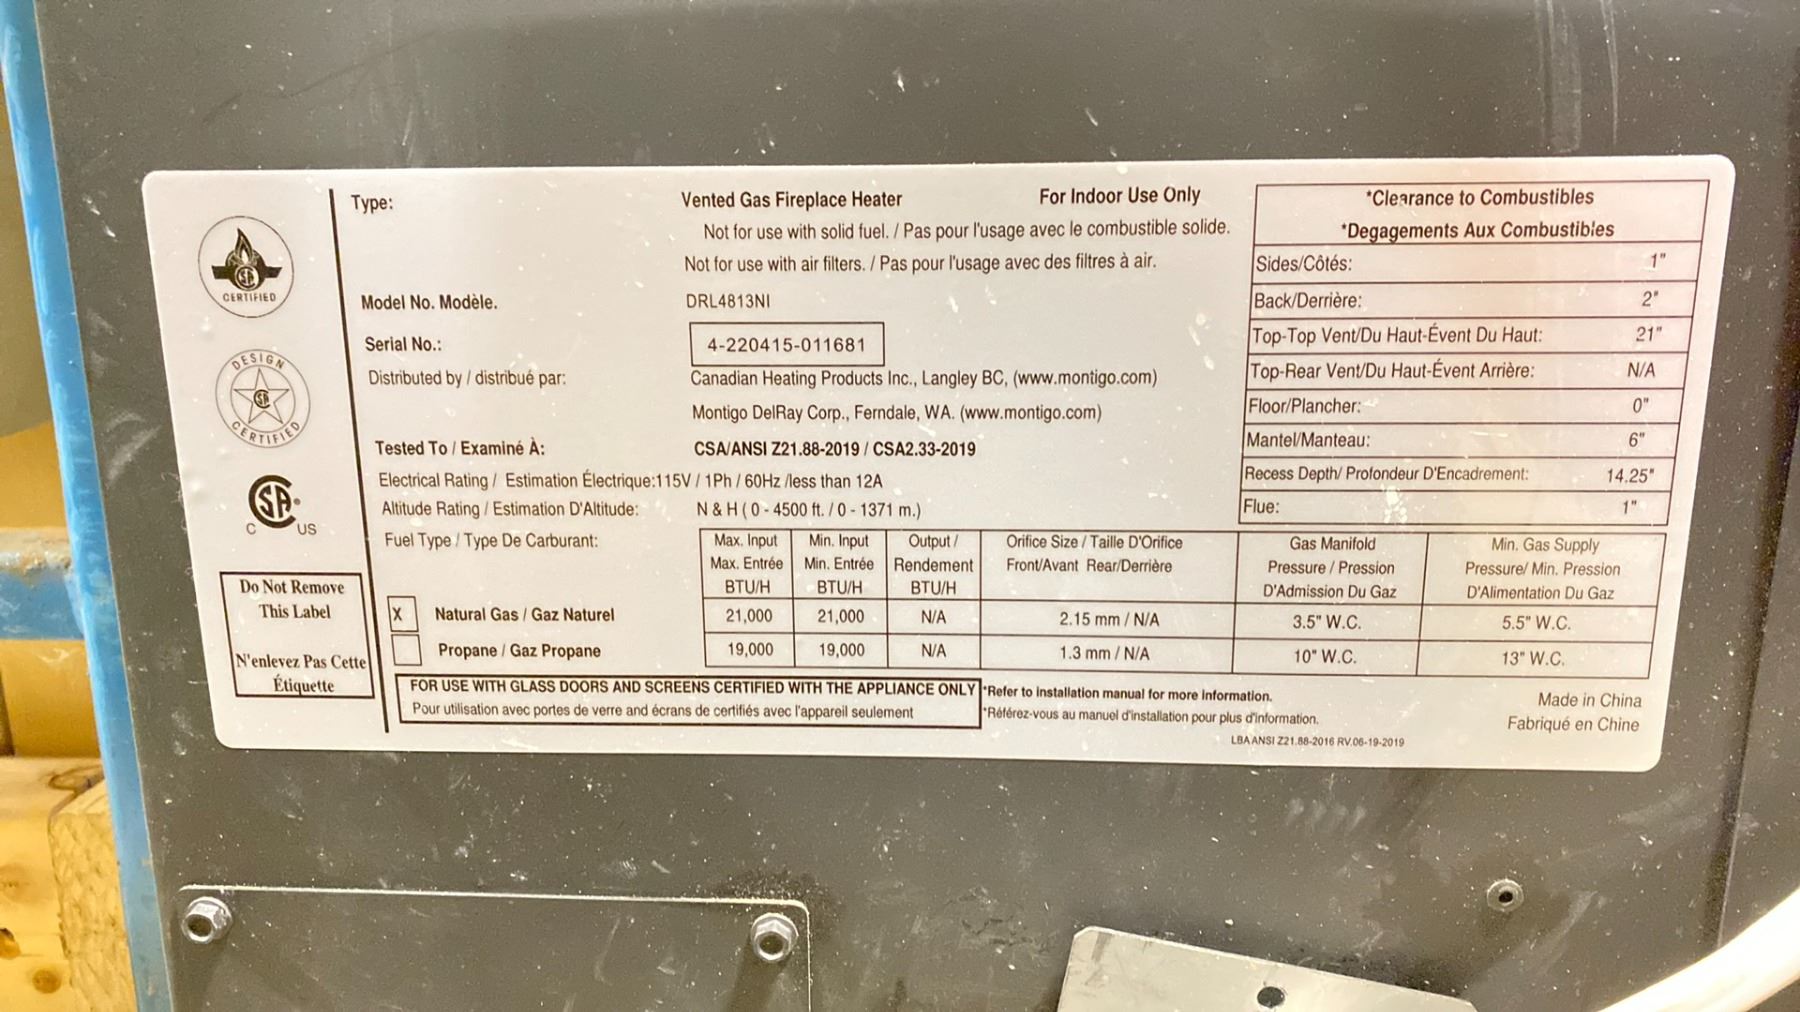 Type: Vented Gas Fireplace Heater For Indoor Use Only
Not for use with solid fuel. / Pas pour l'usage avec le combustible solide.
Not for use with air filters. / Pas pour l'usage avec des filtres à air.
Model No. Modèle. DRL4813NI
Serial No.: 4-220415-011681
Distributed by / distribué par: Canadian Heating Products Inc., Langley BC, (www.montigo.com)
Montigo DelRay Corp., Ferndale, WA. (www.montigo.com)
Tested To / Examiné À: CSA/ANSI Z21.88-2019 / CSA2.33-2019
Electrical Rating / Estimation Électrique:115V / 1Ph / 60Hz /less than 12A
Altitude Rating / Estimation D'Altitude: N & H ( 0 - 4500 ft. / 0 - 1371 m.)
*Clearance to Combustibles
*Degagements Aux Combustibles
Sides/Côtés: 1"
Back/Derrière: 2"
Top-Top Vent/Du Haut-Évent Du Haut: 21"
Top-Rear Vent/Du Haut-Évent Arrière: N/A
Floor/Plancher: 0"
Mantel/Manteau: 6"
Recess Depth/ Profondeur D'Encadrement: 14.25"
Flue: 1"
CERTIFIED
DESIGN
SA
CERTIFIED
SA
C US
Do Not Remove
This Label
N'enlevez Pas Cette
Étiquette
Fuel Type / Type De Carburant:
Max. Input
Max. Entrée
BTU/H
Min. Input
Min. Entrée
BTU/H
Output /
Rendement
BTU/H
Orifice Size / Taille D'Orifice
Front/Avant Rear/Derrière
Gas Manifold
Pressure / Pression
D'Admission Du Gaz
Min. Gas Supply
Pressure/ Min. Pression
D'Alimentation Du Gaz
X Natural Gas / Gaz Naturel 21,000 21,000 N/A 2.15 mm / N/A 3.5" W.C. 5.5" W.C.
Propane / Gaz Propane 19,000 19,000 N/A 1.3 mm / N/A 10" W.C. 13" W.C.
FOR USE WITH GLASS DOORS AND SCREENS CERTIFIED WITH THE APPLIANCE ONLY
Pour utilisation avec portes de verre and écrans de certifiés avec l'appareil seulement
*Refer to installation manual for more information.
*Référez-vous au manuel d'installation pour plus d'information.
LBA ANSI Z21.88-2016 RV.06-19-2019
Made in China
Fabriqué en Chine